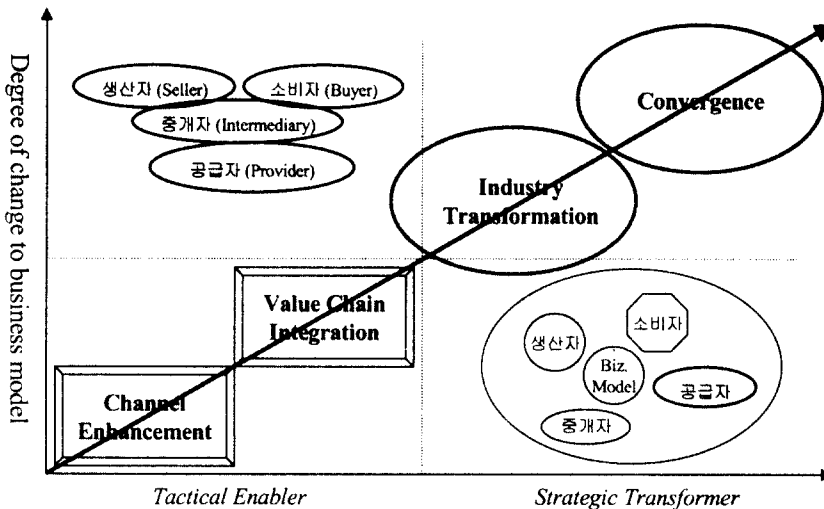 Degree of change to business model
생산자 (Seller)
소비자 (Buyer)
중개자 (Intermediary)
공급자 (Provider)
Convergence
Industry
Transformation
Value Chain
Integration
Channel
Enhancement
생산자
소비자
Biz.
Model
공급자
중개자
Tactical Enabler
Strategic Transformer